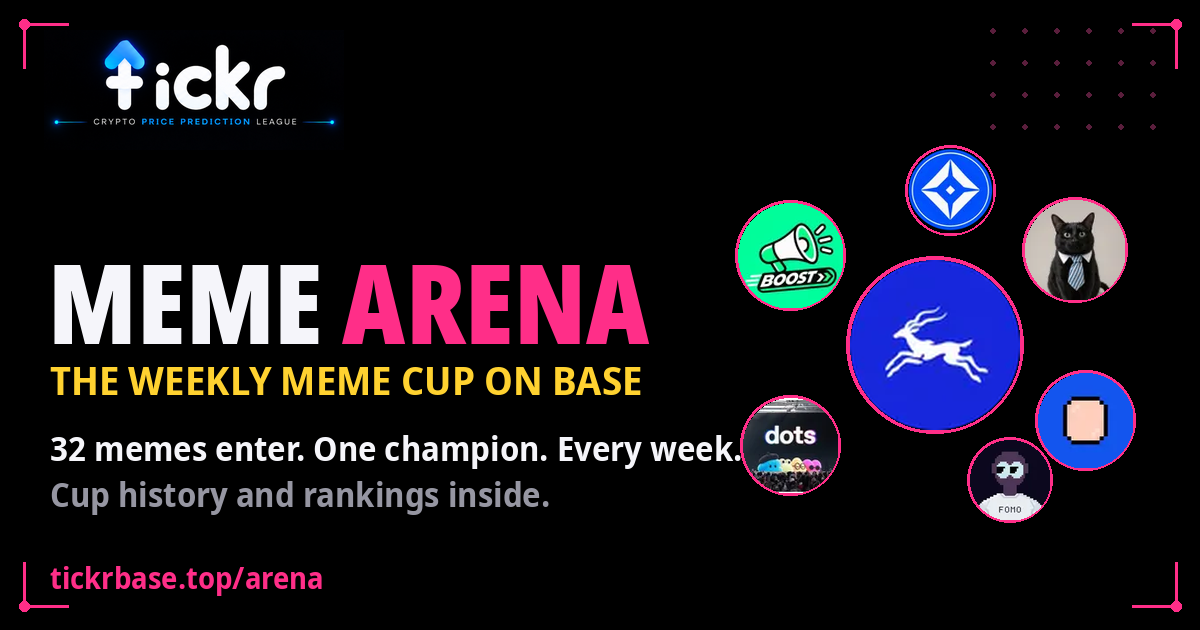 tickr
CRYPTO PRICE PREDICTION LEAGUE
MEME ARENA
THE WEEKLY MEME CUP ON BASE
32 memes enter. One champion. Every week.
Cup history and rankings inside.
tickrbase.top/arena
BOOST
dots
FOMO